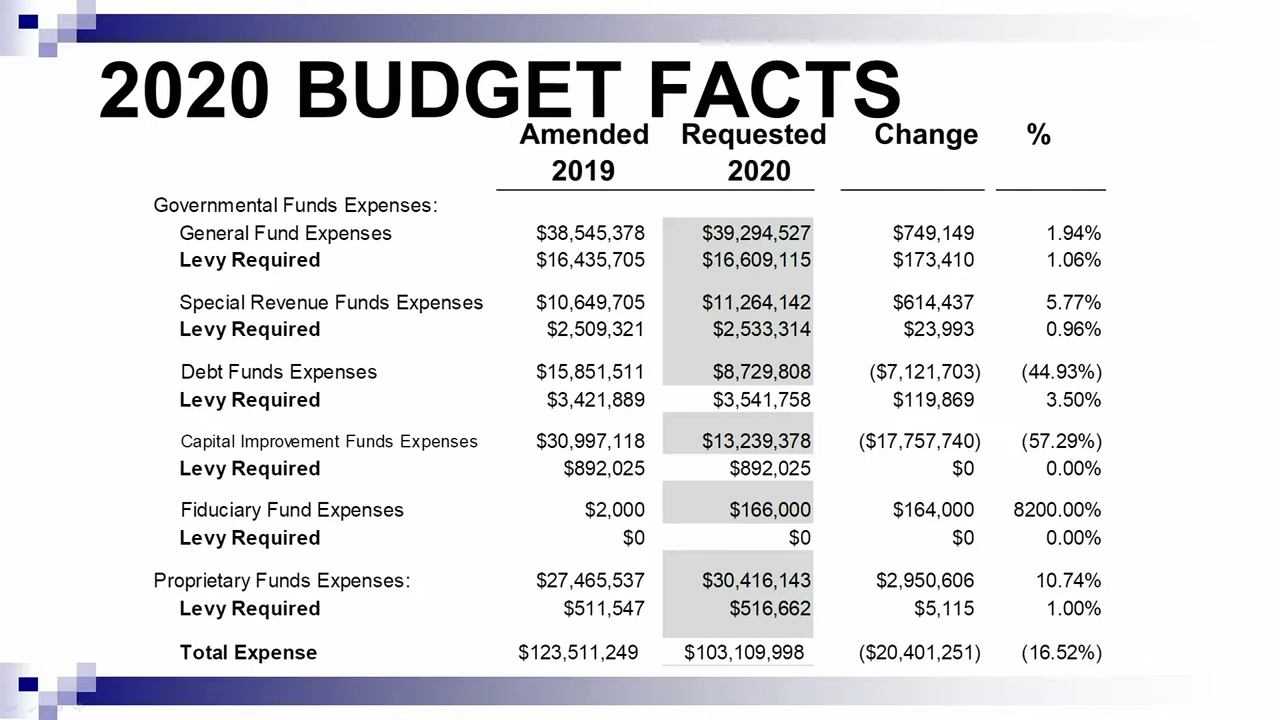 2020 BUDGET FACTS
Amended Requested Change %
2019 2020
Governmental Funds Expenses:
General Fund Expenses $38,545,378 $39,294,527 $749,149 1.94%
Levy Required $16,435,705 $16,609,115 $173,410 1.06%
Special Revenue Funds Expenses $10,649,705 $11,264,142 $614,437 5.77%
Levy Required $2,509,321 $2,533,314 $23,993 0.96%
Debt Funds Expenses $15,851,511 $8,729,808 ($7,121,703) (44.93%)
Levy Required $3,421,889 $3,541,758 $119,869 3.50%
Capital Improvement Funds Expenses $30,997,118 $13,239,378 ($17,757,740) (57.29%)
Levy Required $892,025 $892,025 $0 0.00%
Fiduciary Fund Expenses $2,000 $166,000 $164,000 8200.00%
Levy Required $0 $0 $0 0.00%
Proprietary Funds Expenses: $27,465,537 $30,416,143 $2,950,606 10.74%
Levy Required $511,547 $516,662 $5,115 1.00%
Total Expense $123,511,249 $103,109,998 ($20,401,251) (16.52%)